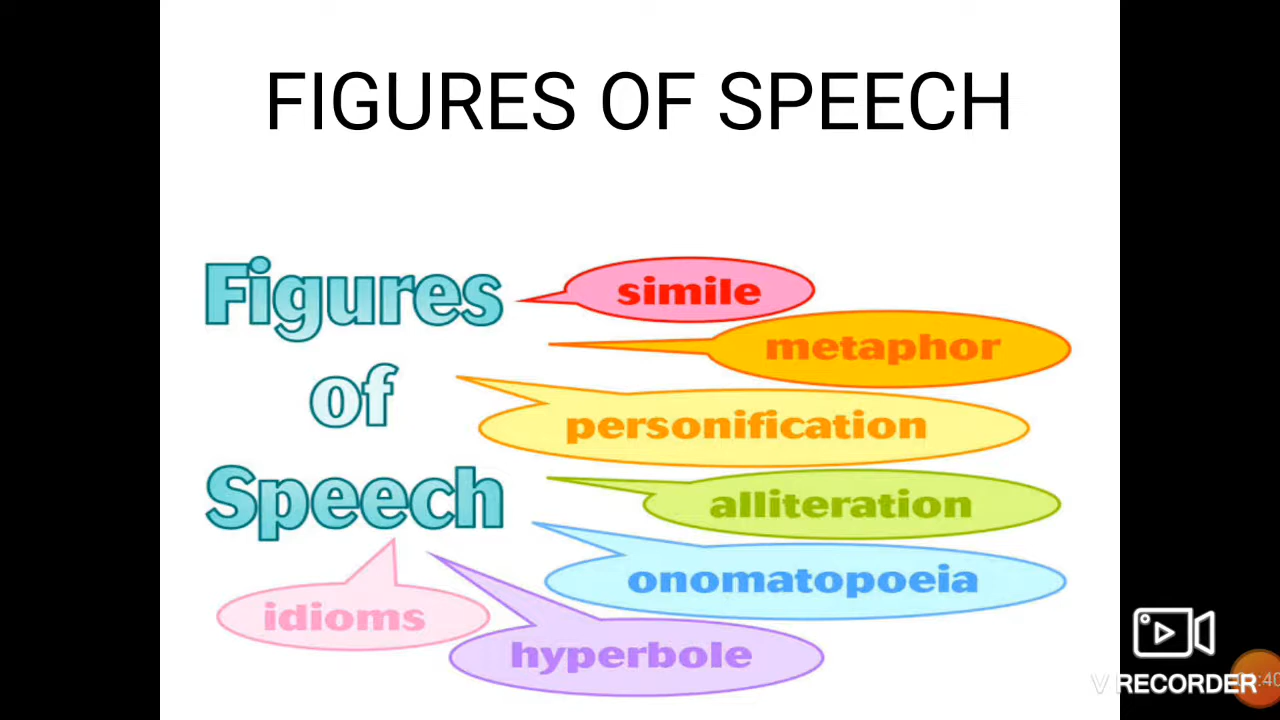 FIGURES OF SPEECH
Figures
of
Speech
simile
metaphor
personification
alliteration
onomatopoeia
idioms
hyperbole
V RECORDER